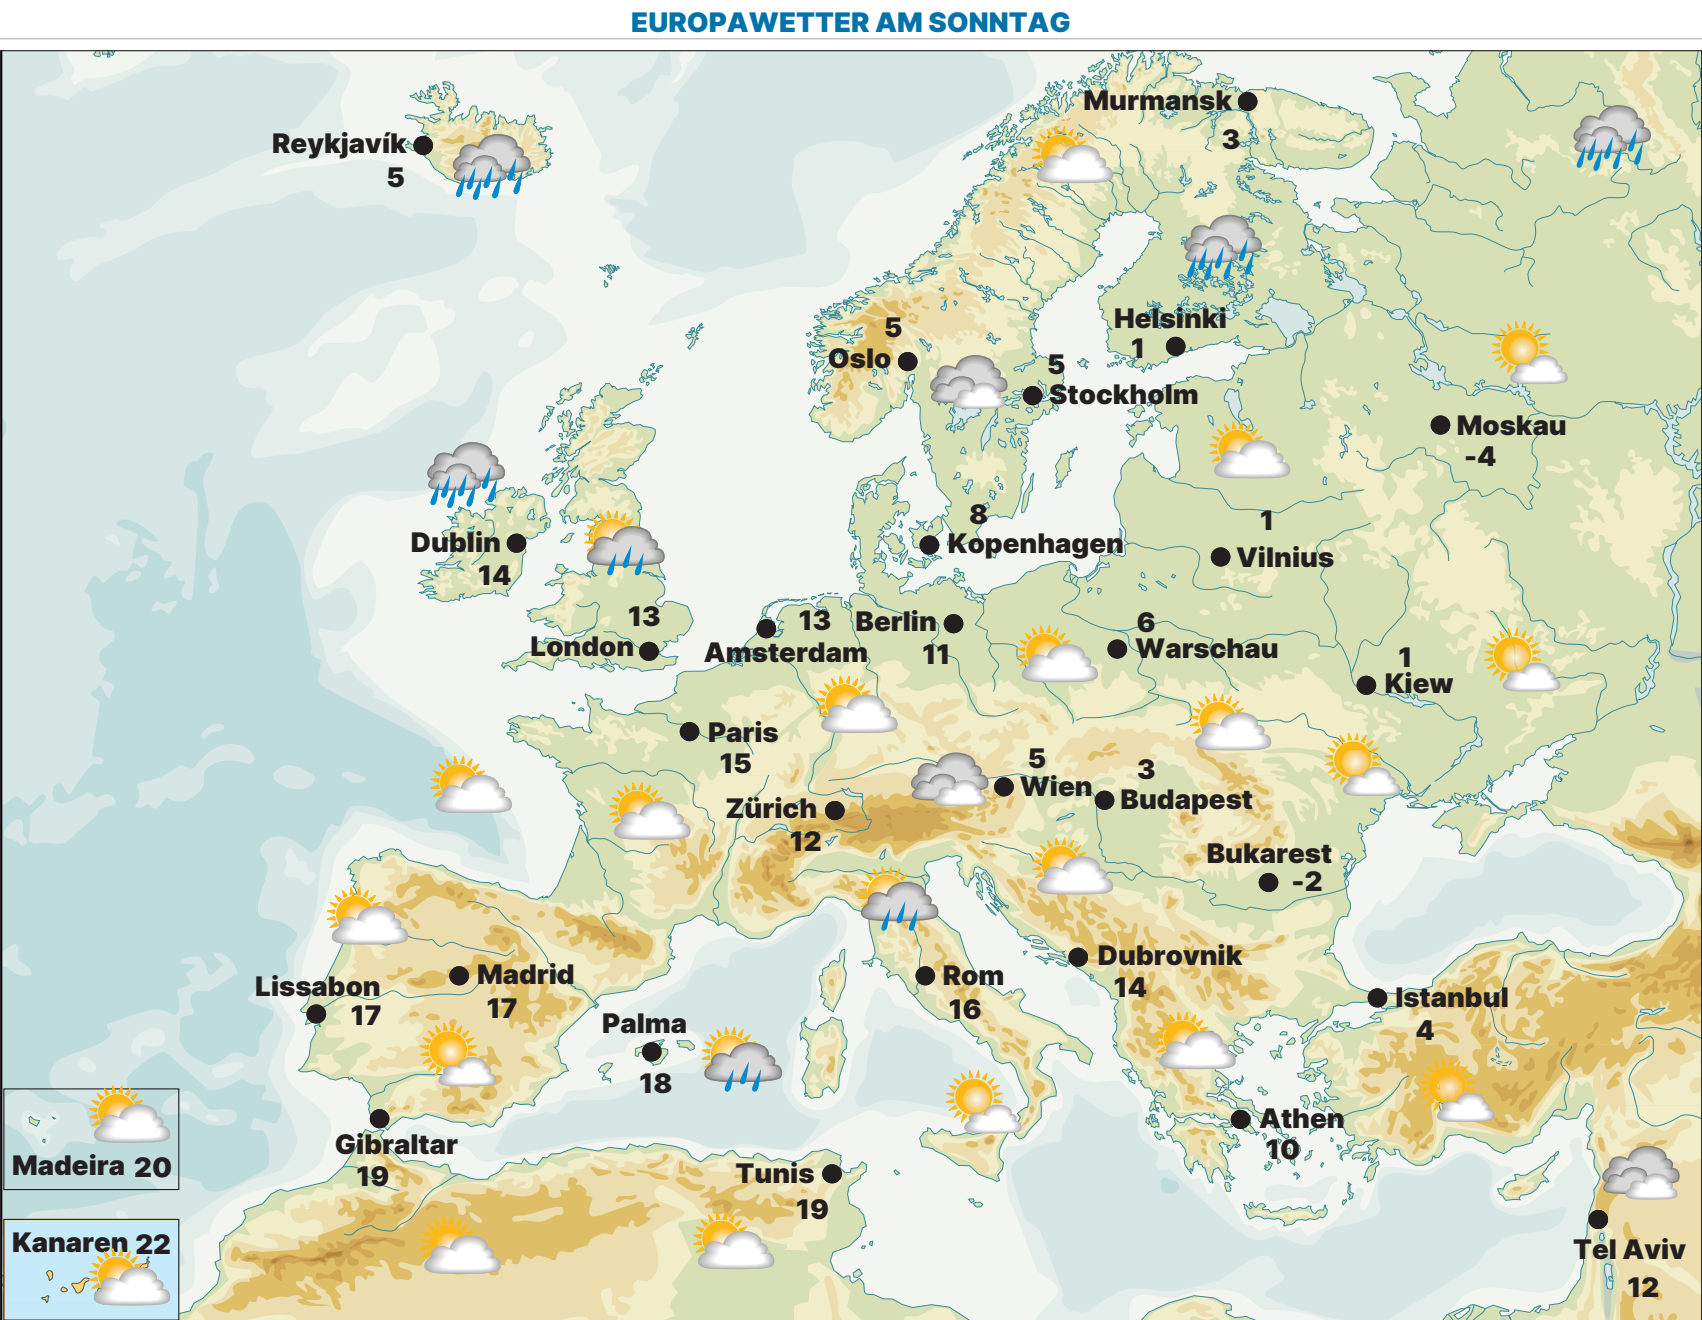 EUROPAWETTER AM SONNTAG
Murmansk
3
Reykjavík
5
Helsinki
1
5
Oslo
5
Stockholm
Moskau
-4
8
Kopenhagen
1
Vilnius
Dublin
14
13
London
13
Amsterdam
Berlin
11
6
Warschau
1
Kiew
Paris
15
5
Wien
3
Budapest
Zürich
12
Bukarest
-2
Dubrovnik
14
Madrid
17
Lissabon
17
Rom
16
Istanbul
4
Palma
18
Athen
10
Gibraltar
19
Madeira 20
Tunis
19
Kanaren 22
Tel Aviv
12